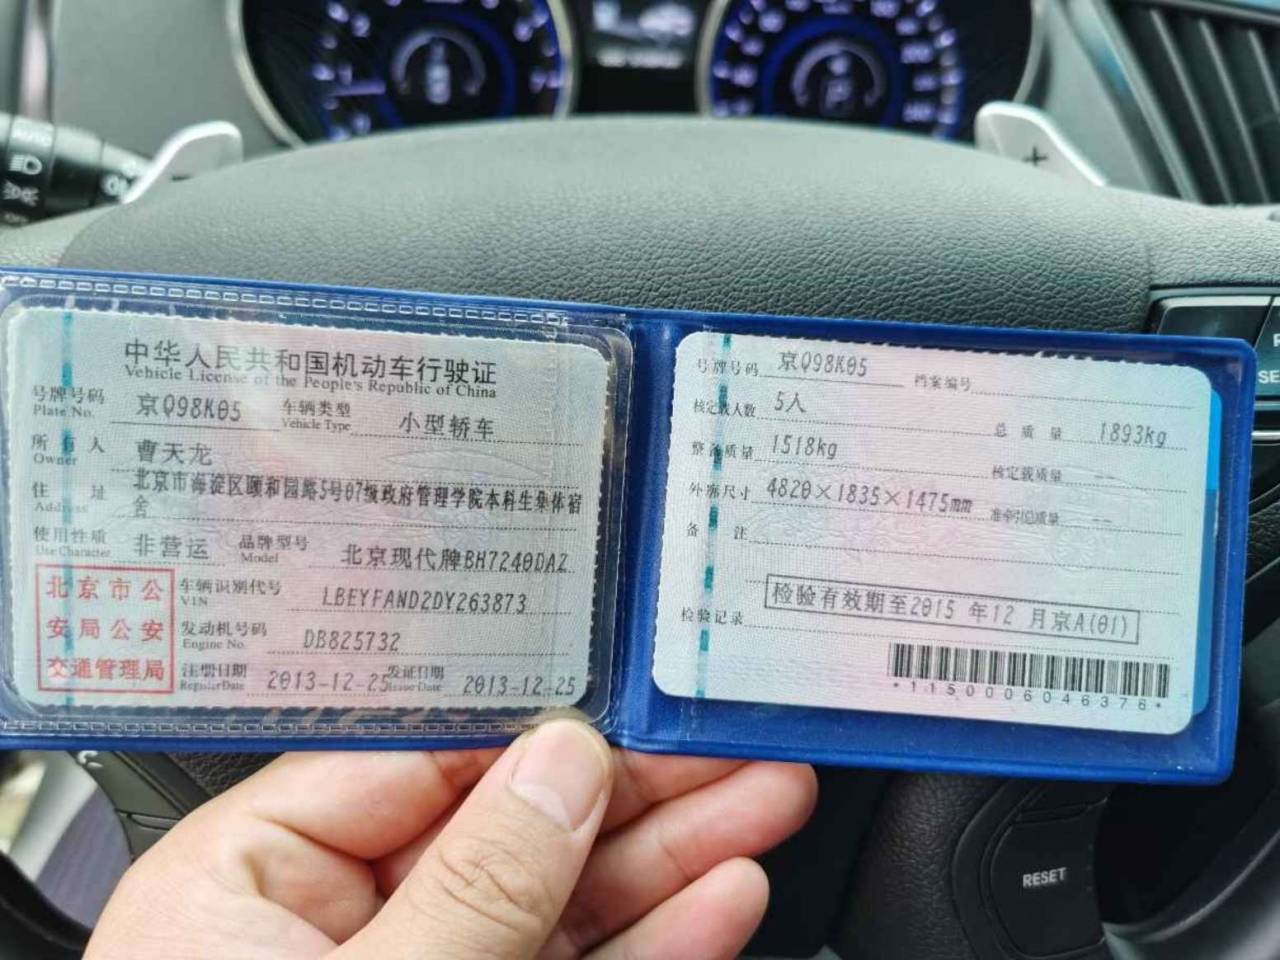 中华人民共和国机动车行驶证
Vehicle License of the People's Republic of China
号牌号码 京Q98K05 车辆类型 小型轿车
Plate No. Vehicle Type
所有人 曹天龙
Owner
住址 北京市海淀区颐和园路5号07级政府管理学院本科生集体宿
Address 舍
使用性质 非营运 品牌型号 北京现代牌BH7240DAZ
Use Character Model
北京市公
安局公安
交通管理局
车辆识别代号 LBEYFAND2DY263873
VIN
发动机号码 DB825732
Engine No.
注册日期 2013-12-25 发证日期 2013-12-25
Register Date Issue Date
号牌号码 京Q98K05 档案编号
核定载人数 5人 总质量 1893kg
整备质量 1518kg 核定载质量 --
外廓尺寸 4820×1835×1475mm 准牵引总质量 --
备注
检验有效期至2015年12月京A(01)
检验记录
*1150006046376*
RESET